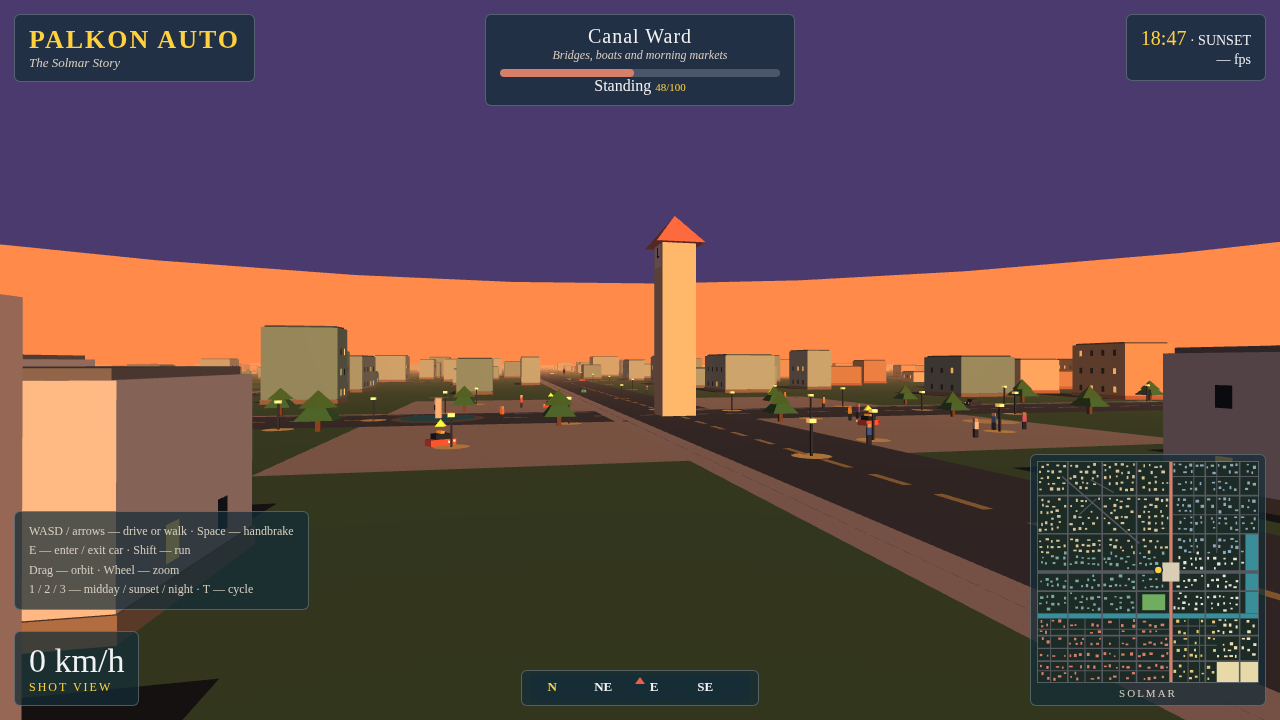 PALKON AUTO
The Solmar Story
Canal Ward
Bridges, boats and morning markets
Standing 48/100
18:47 · SUNSET
— fps
WASD / arrows — drive or walk · Space — handbrake
E — enter / exit car · Shift — run
Drag — orbit · Wheel — zoom
1 / 2 / 3 — midday / sunset / night · T — cycle
0 km/h
SHOT VIEW
N NE E SE
SOLMAR